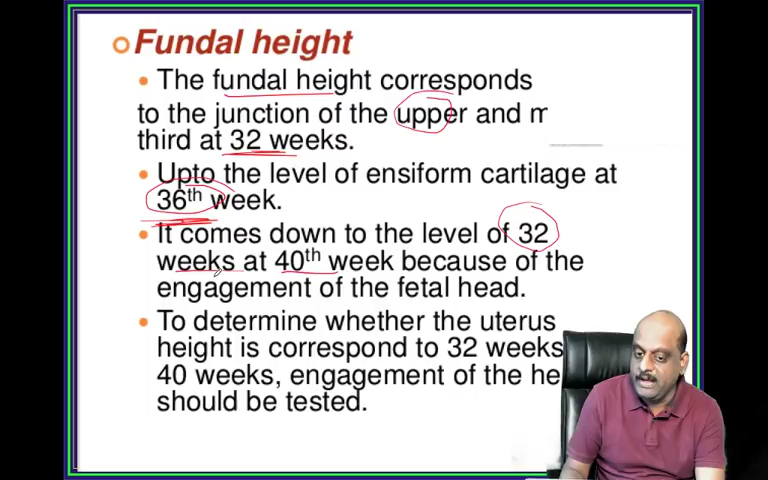 Fundal height
The fundal height corresponds
to the junction of the upper and
third at 32 weeks.
Upto the level of ensiform cartilage at
36th week.
It comes down to the level of 32
weeks at 40th week because of the
engagement of the fetal head.
To determine whether the uterus
height is correspond to 32 weeks
40 weeks, engagement of the
should be tested.